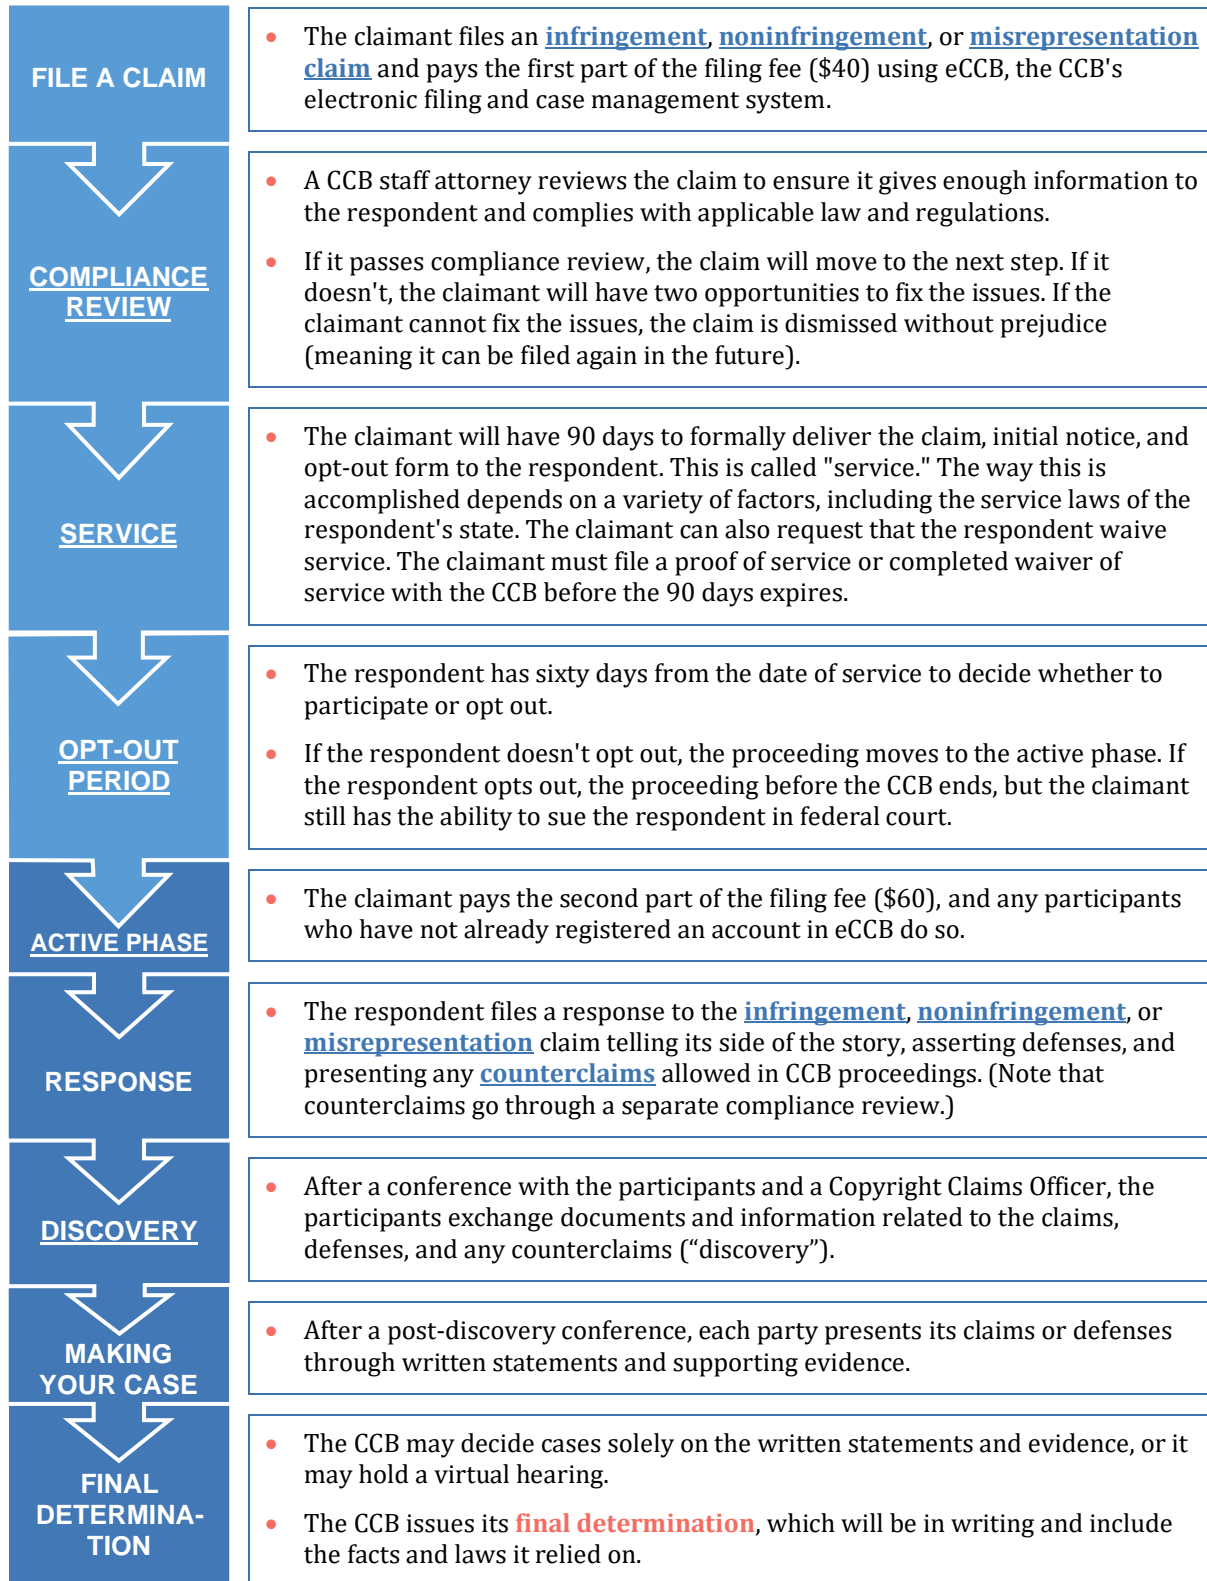 FILE A CLAIM
• The claimant files an infringement, noninfringement, or misrepresentation
claim and pays the first part of the filing fee ($40) using eCCB, the CCB's
electronic filing and case management system.
COMPLIANCE
REVIEW
• A CCB staff attorney reviews the claim to ensure it gives enough information to
the respondent and complies with applicable law and regulations.
• If it passes compliance review, the claim will move to the next step. If it
doesn't, the claimant will have two opportunities to fix the issues. If the
claimant cannot fix the issues, the claim is dismissed without prejudice
(meaning it can be filed again in the future).
SERVICE
• The claimant will have 90 days to formally deliver the claim, initial notice, and
opt-out form to the respondent. This is called "service." The way this is
accomplished depends on a variety of factors, including the service laws of the
respondent's state. The claimant can also request that the respondent waive
service. The claimant must file a proof of service or completed waiver of
service with the CCB before the 90 days expires.
OPT-OUT
PERIOD
• The respondent has sixty days from the date of service to decide whether to
participate or opt out.
• If the respondent doesn't opt out, the proceeding moves to the active phase. If
the respondent opts out, the proceeding before the CCB ends, but the claimant
still has the ability to sue the respondent in federal court.
ACTIVE PHASE
• The claimant pays the second part of the filing fee ($60), and any participants
who have not already registered an account in eCCB do so.
RESPONSE
• The respondent files a response to the infringement, noninfringement, or
misrepresentation claim telling its side of the story, asserting defenses, and
presenting any counterclaims allowed in CCB proceedings. (Note that
counterclaims go through a separate compliance review.)
DISCOVERY
• After a conference with the participants and a Copyright Claims Officer, the
participants exchange documents and information related to the claims,
defenses, and any counterclaims (“discovery”).
MAKING
YOUR CASE
• After a post-discovery conference, each party presents its claims or defenses
through written statements and supporting evidence.
FINAL
DETERMINA-
TION
• The CCB may decide cases solely on the written statements and evidence, or it
may hold a virtual hearing.
• The CCB issues its final determination, which will be in writing and include
the facts and laws it relied on.